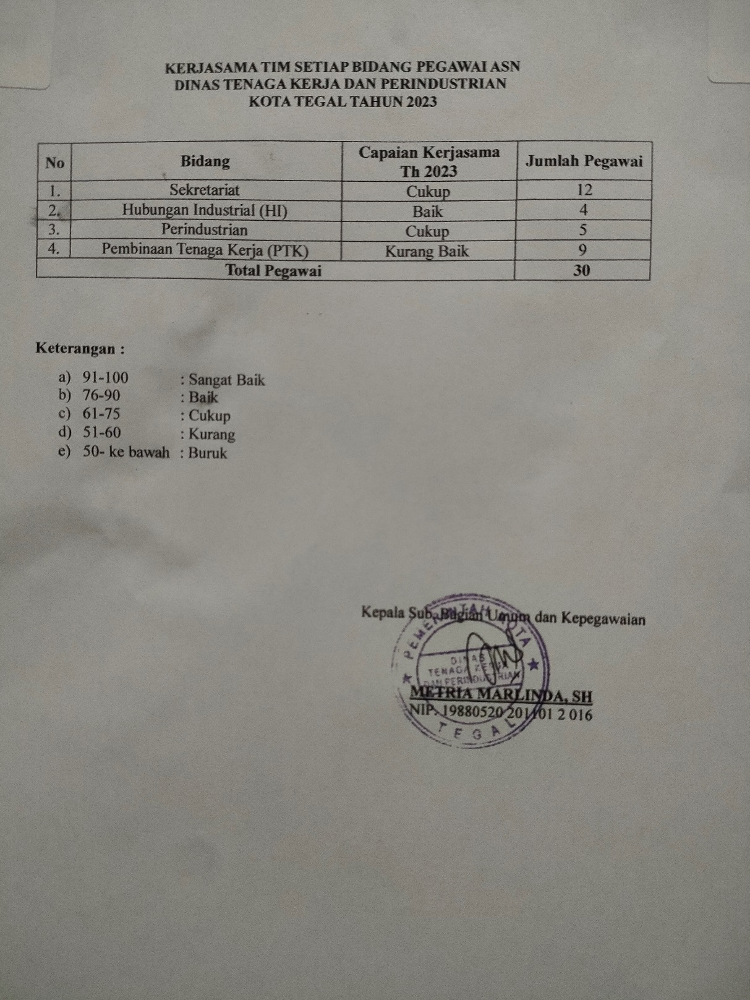 KERJASAMA TIM SETIAP BIDANG PEGAWAI ASN
DINAS TENAGA KERJA DAN PERINDUSTRIAN
KOTA TEGAL TAHUN 2023
No Bidang Capaian Kerjasama Th 2023 Jumlah Pegawai
1. Sekretariat Cukup 12
2. Hubungan Industrial (HI) Baik 4
3. Perindustrian Cukup 5
4. Pembinaan Tenaga Kerja (PTK) Kurang Baik 9
Total Pegawai 30
Keterangan :
a) 91-100 : Sangat Baik
b) 76-90 : Baik
c) 61-75 : Cukup
d) 51-60 : Kurang
e) 50- ke bawah : Buruk
Kepala Sub. Bagian Umum dan Kepegawaian
PEMERINTAH KOTA
DINAS
TENAGA KERJA
DAN PERINDUSTRIAN
METRIA MARLINDA, SH
NIP. 19880520 201101 2 016
TEGAL